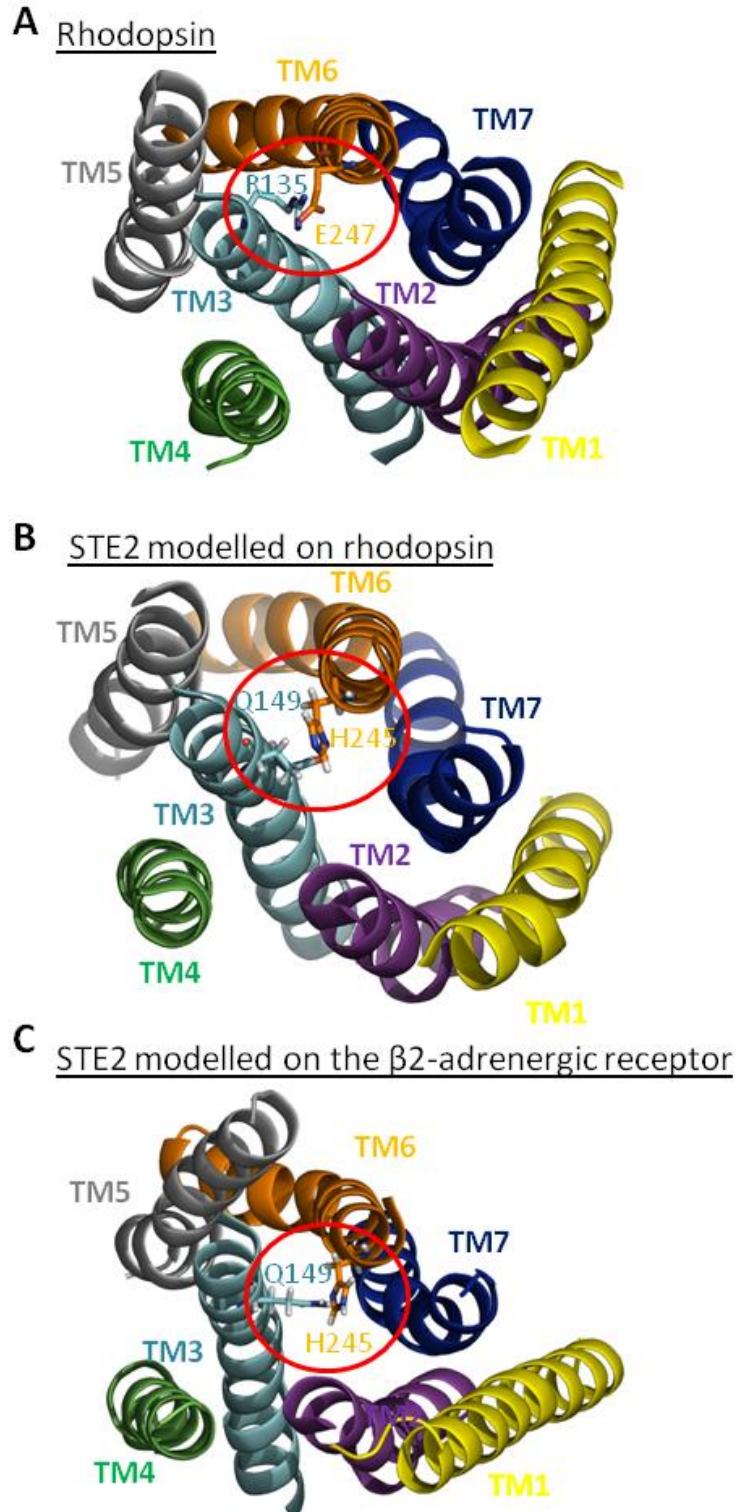 A
Rhodopsin
TM6
TM7
TM5
R135
E247
TM3
TM2
TM4
TM1
B
STE2 modelled on rhodopsin
TM6
TM5
Q149
H245
TM7
TM3
TM2
TM4
TM1
C
STE2 modelled on the β2-adrenergic receptor
TM6
TM5
TM7
Q149
H245
TM3
TM4
TM1